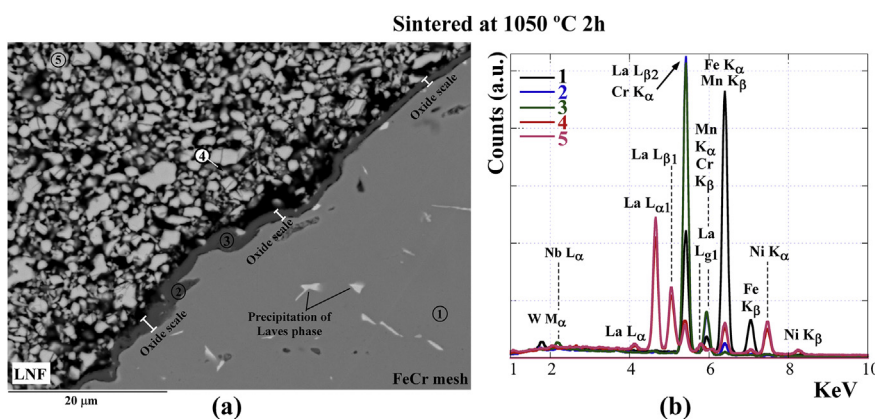 Sintered at 1050 ºC 2h
5
4
Oxide scale
3
Oxide scale
2
Precipitation of
Laves phase
1
Oxide scale
LNF
FeCr mesh
20 μm
(a)
Counts (a.u.)
1
2
3
4
5
La Lβ2
Cr Kα
Fe Kα
Mn Kβ
Mn
Kα
Cr
Kβ
La Lβ1
La Lα1
La
Lg1
Ni Kα
Nb Lα
Fe
Kβ
W Mα
La Lα
Ni Kβ
1
4
6
8
10
(b)
KeV